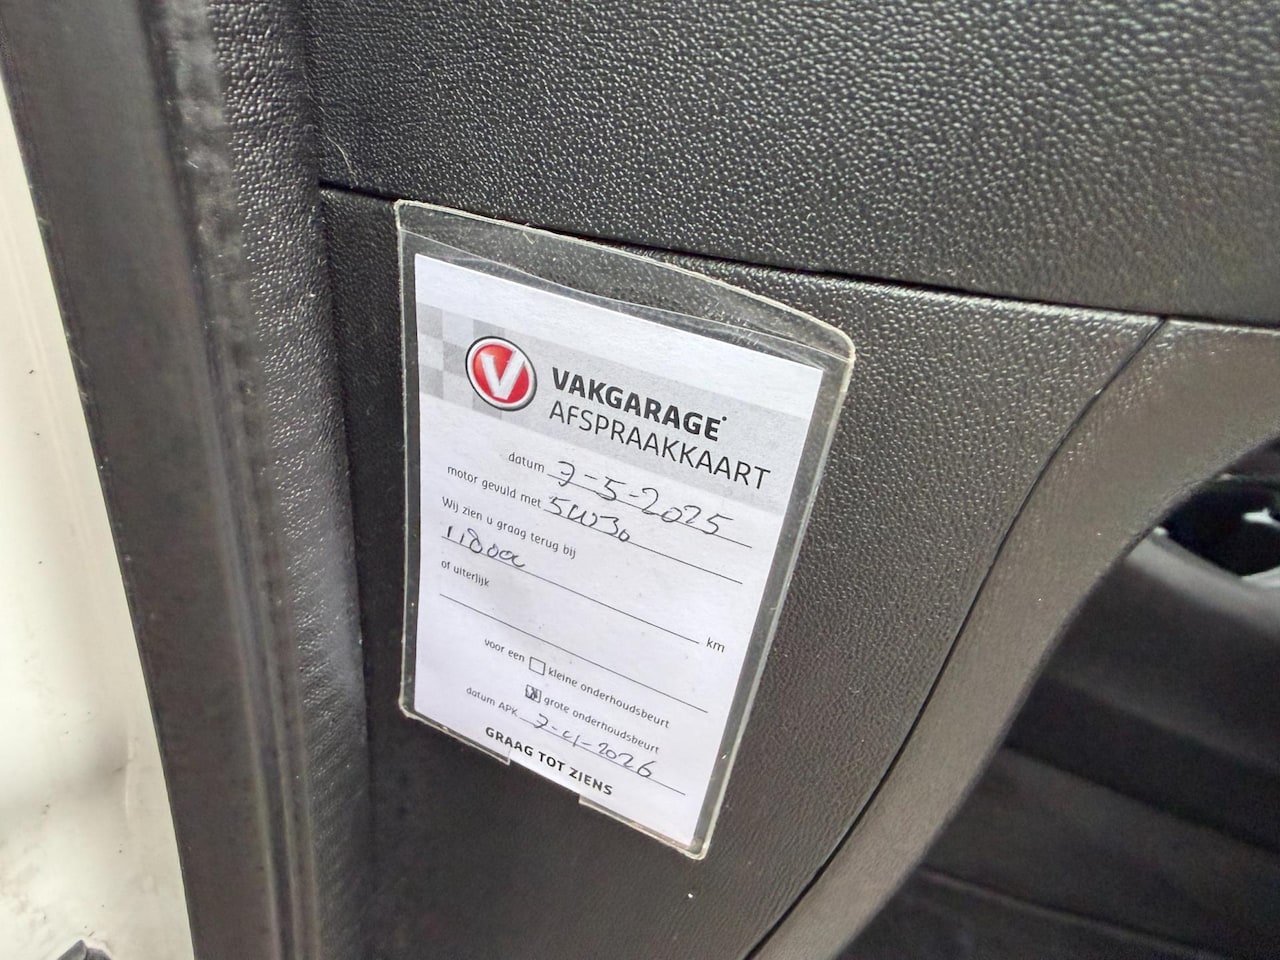 V
VAKGARAGE
AFSPRAAKKAART
datum 7-5-2025
motor gevuld met 5W30
Wij zien u graag terug bij
118000 km
of uiterlijk
voor een kleine onderhoudsbeurt
grote onderhoudsbeurt
datum APK 7-4-2026
GRAAG TOT ZIENS